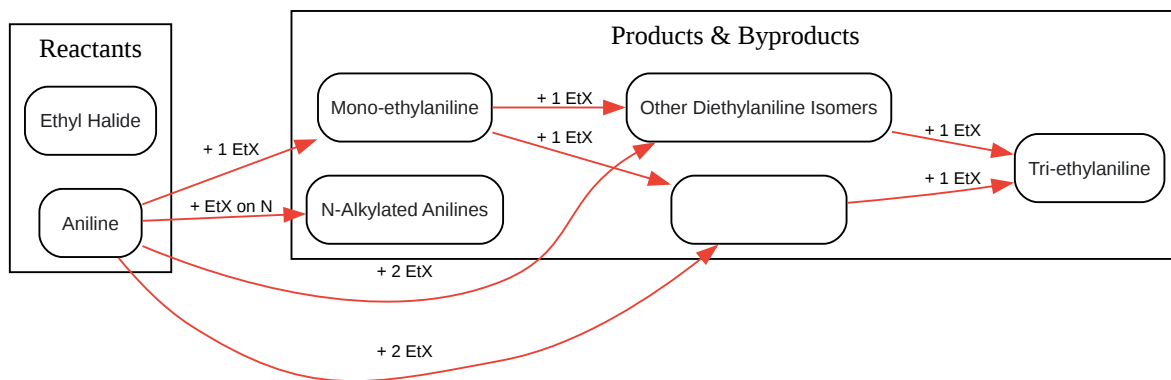 Reactants
Ethyl Halide
Aniline
Products & Byproducts
Mono-ethylaniline
N-Alkylated Anilines
Other Diethylaniline Isomers
Tri-ethylaniline
+ 1 EtX
+ EtX on N
+ 2 EtX
+ 2 EtX
+ 1 EtX
+ 1 EtX
+ 1 EtX
+ 1 EtX